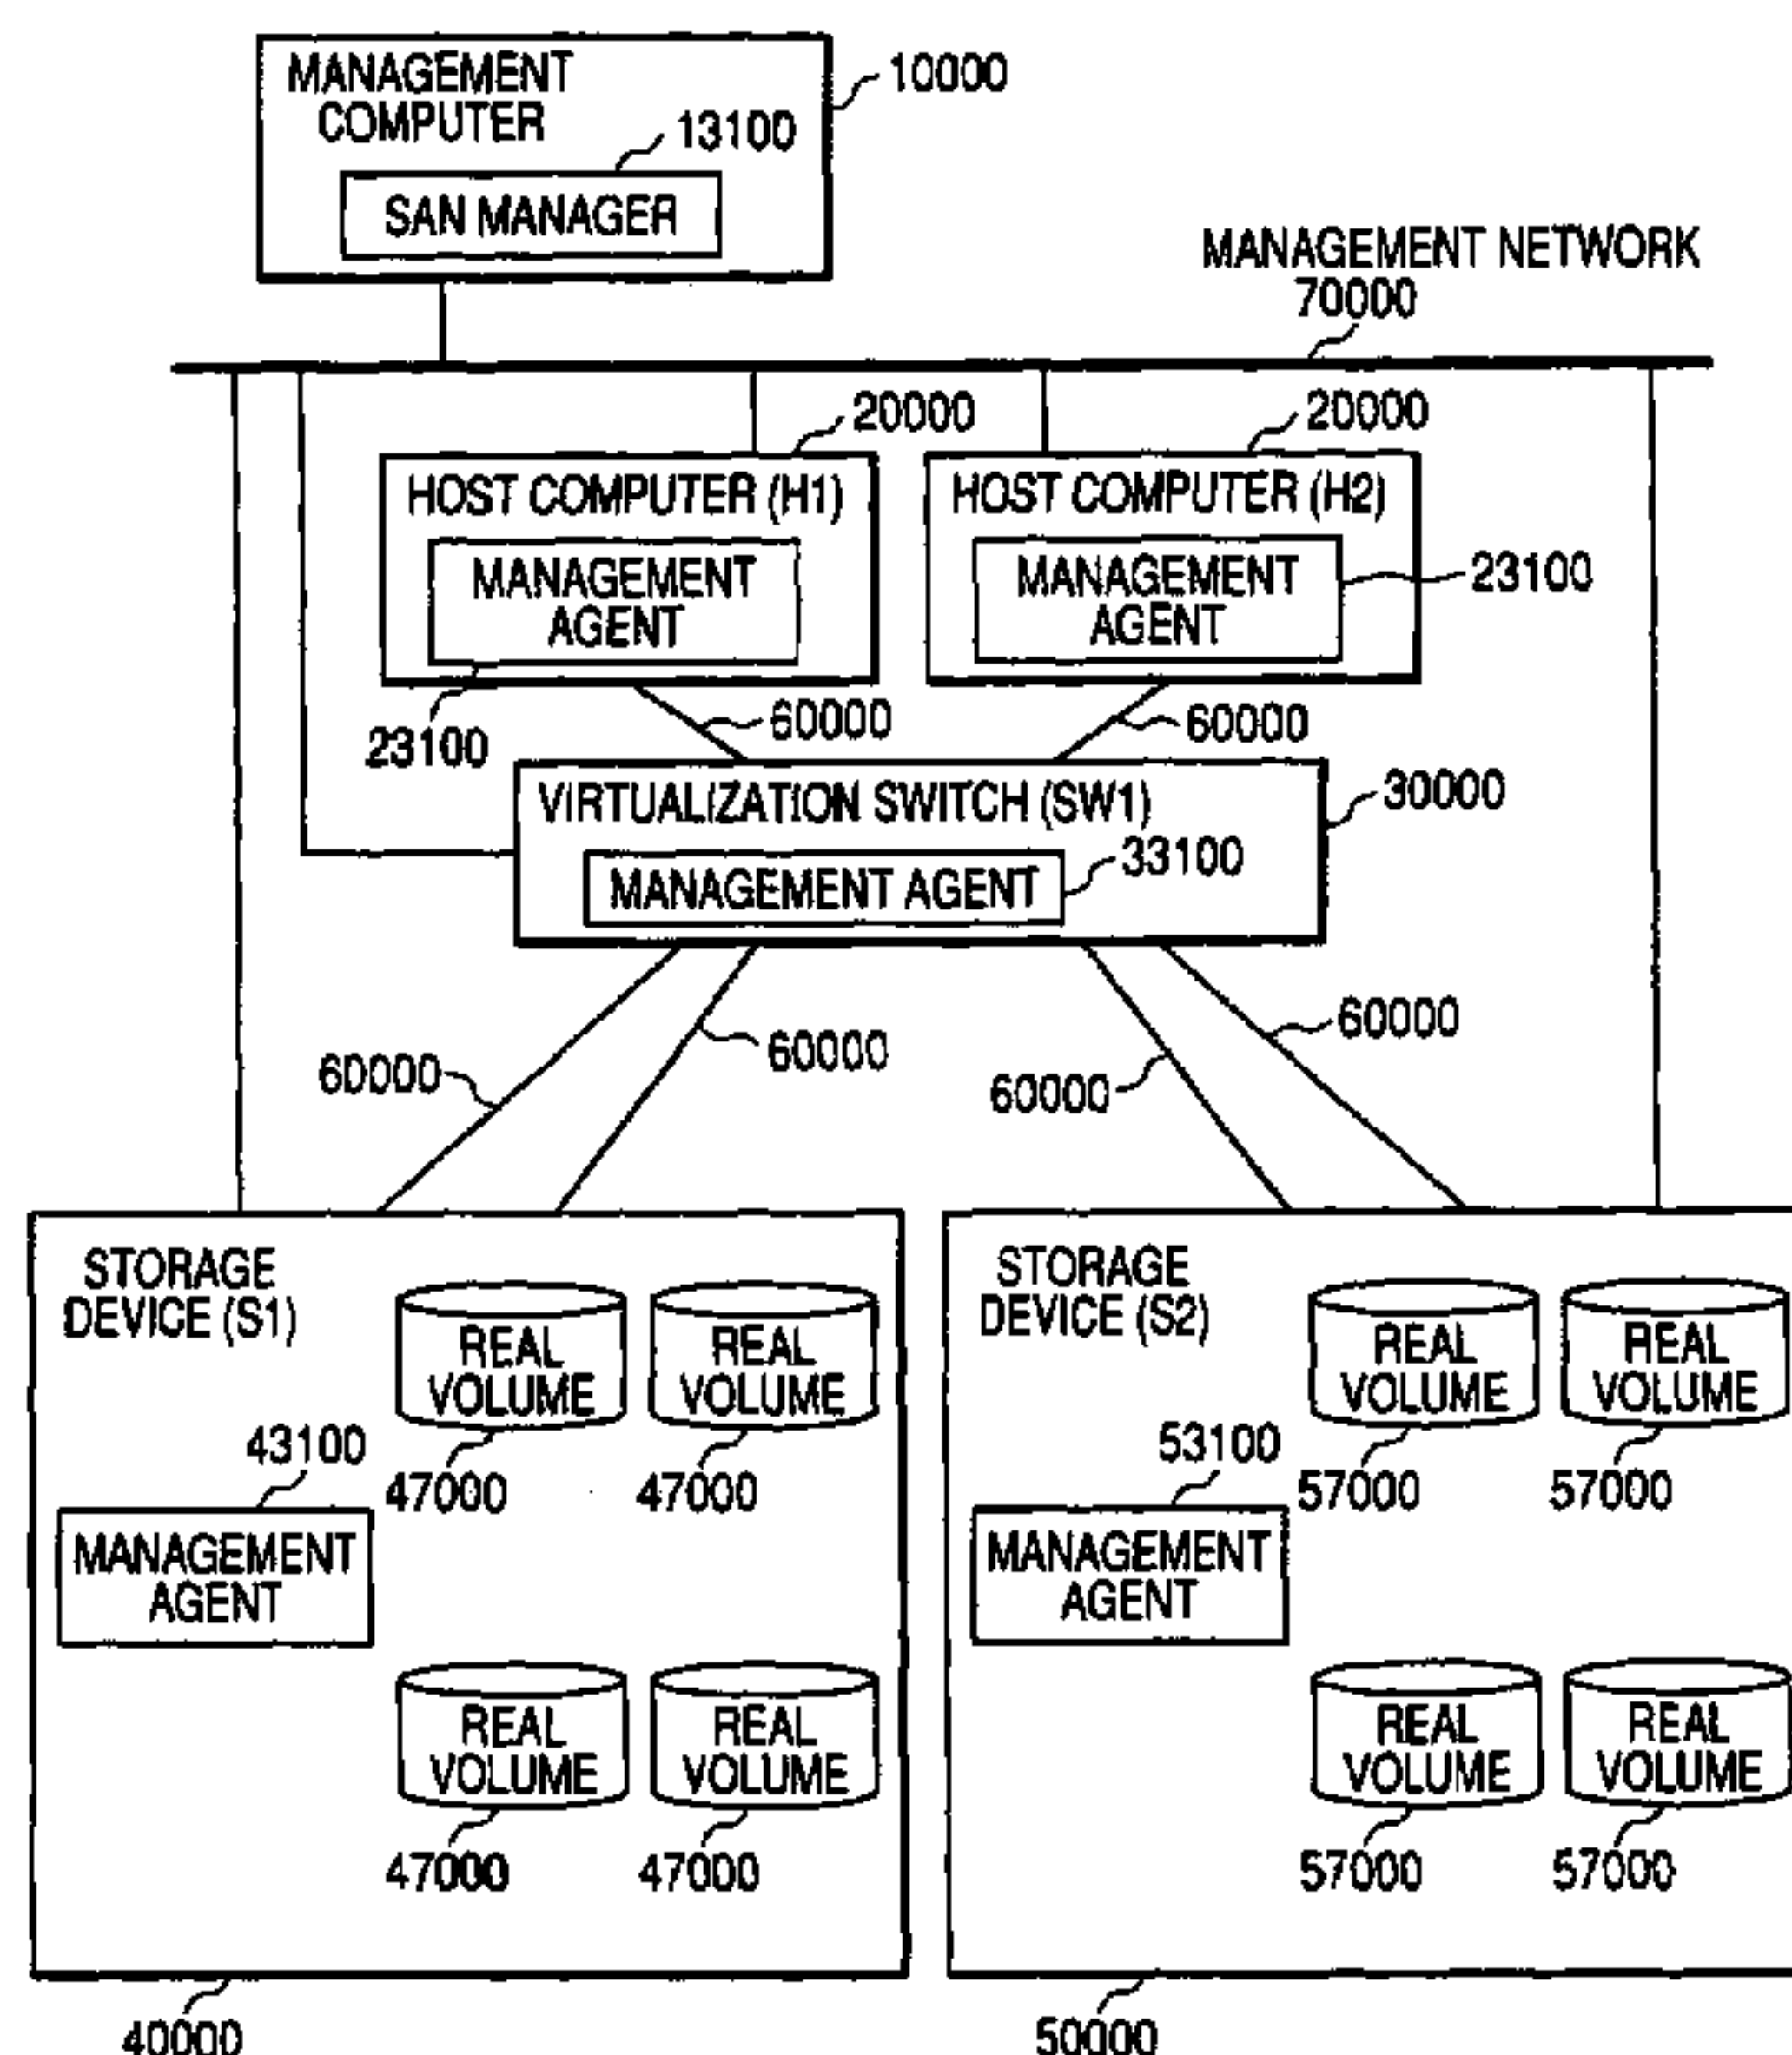 MANAGEMENT
COMPUTER
10000
13100
SAN MANAGER
MANAGEMENT NETWORK
70000
20000
20000
HOST COMPUTER (H1)
HOST COMPUTER (H2)
MANAGEMENT
AGENT
MANAGEMENT
AGENT
23100
23100
60000
60000
VIRTUALIZATION SWITCH (SW1)
30000
33100
MANAGEMENT AGENT
60000
60000
60000
60000
STORAGE
DEVICE (S1)
REAL
VOLUME
REAL
VOLUME
47000
47000
43100
MANAGEMENT
AGENT
REAL
VOLUME
REAL
VOLUME
47000
47000
40000
STORAGE
DEVICE (S2)
REAL
VOLUME
REAL
VOLUME
57000
57000
53100
MANAGEMENT
AGENT
REAL
VOLUME
REAL
VOLUME
57000
57000
50000